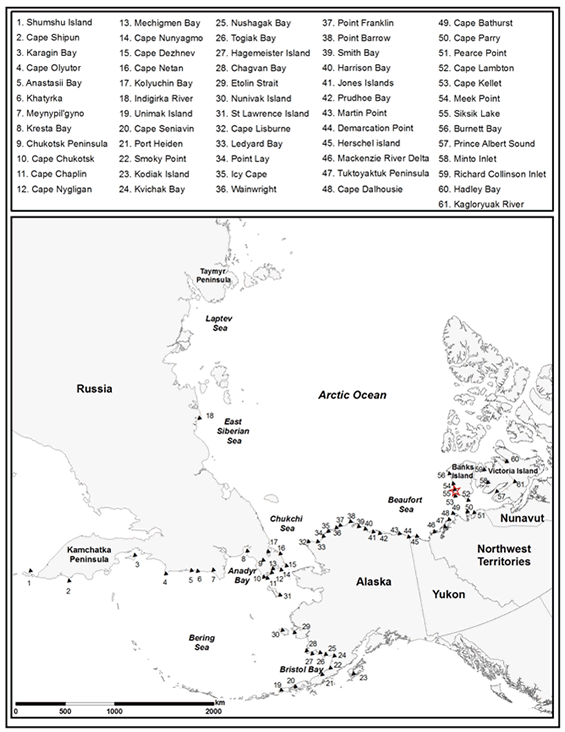 1. Shumshu Island
2. Cape Shipun
3. Karagin Bay
4. Cape Olyutor
5. Anastasii Bay
6. Khatyrka
7. Meynypil'gyno
8. Kresta Bay
9. Chukotsk Peninsula
10. Cape Chukotsk
11. Cape Chaplin
12. Cape Nygligan
13. Mechigmen Bay
14. Cape Nunyagmo
15. Cape Dezhnev
16. Cape Netan
17. Kolyuchin Bay
18. Indigirka River
19. Unimak Island
20. Cape Seniavin
21. Port Heiden
22. Smoky Point
23. Kodiak Island
24. Kvichak Bay
25. Nushagak Bay
26. Togiak Bay
27. Hagemeister Island
28. Chagvan Bay
29. Etolin Strait
30. Nunivak Island
31. St Lawrence Island
32. Cape Lisburne
33. Ledyard Bay
34. Point Lay
35. Icy Cape
36. Wainwright
37. Point Franklin
38. Point Barrow
39. Smith Bay
40. Harrison Bay
41. Jones Islands
42. Prudhoe Bay
43. Martin Point
44. Demarcation Point
45. Herschel island
46. Mackenzie River Delta
47. Tuktoyaktuk Peninsula
48. Cape Dalhousie
49. Cape Bathurst
50. Cape Parry
51. Pearce Point
52. Cape Lambton
53. Cape Kellet
54. Meek Point
55. Siksik Lake
56. Burnett Bay
57. Prince Albert Sound
58. Minto Inlet
59. Richard Collinson Inlet
60. Hadley Bay
61. Kagloryuak River
Taymyr
Peninsula
Laptev
Sea
Russia
Arctic Ocean
18
East
Siberian
Sea
60
Banks
Island
59
Victoria Island
56
58
61
54
55
52
57
53
Beaufort
Sea
50
51
49
48
47
46
Nunavut
Chukchi
Sea
38
37
39
40
35
34
36
41
42
43
44
45
32
33
Northwest
Territories
Kamchatka
Peninsula
17
16
8
9
13
15
14
Anadyr
Bay
10
11
12
3
1
2
4
5
6
7
31
Alaska
Yukon
30
29
Bering
Sea
28
27
26
25
24
22
Bristol Bay
21
23
20
19
km
0
500
1000
2000